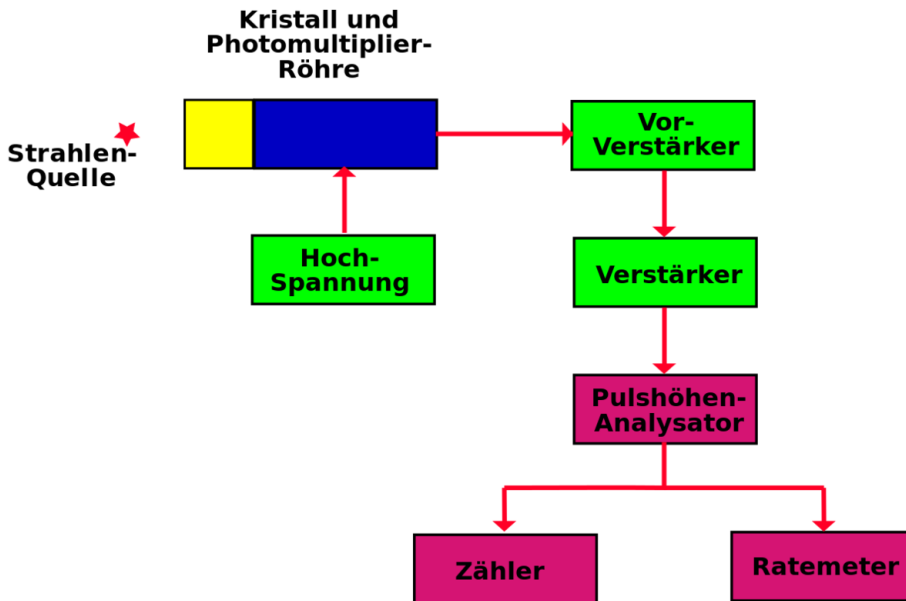 Kristall und
Photomultiplier-
Röhre
Strahlen-
Quelle
Vor-
Verstärker
Hoch-
Spannung
Verstärker
Pulshöhen-
Analysator
Zähler
Ratemeter